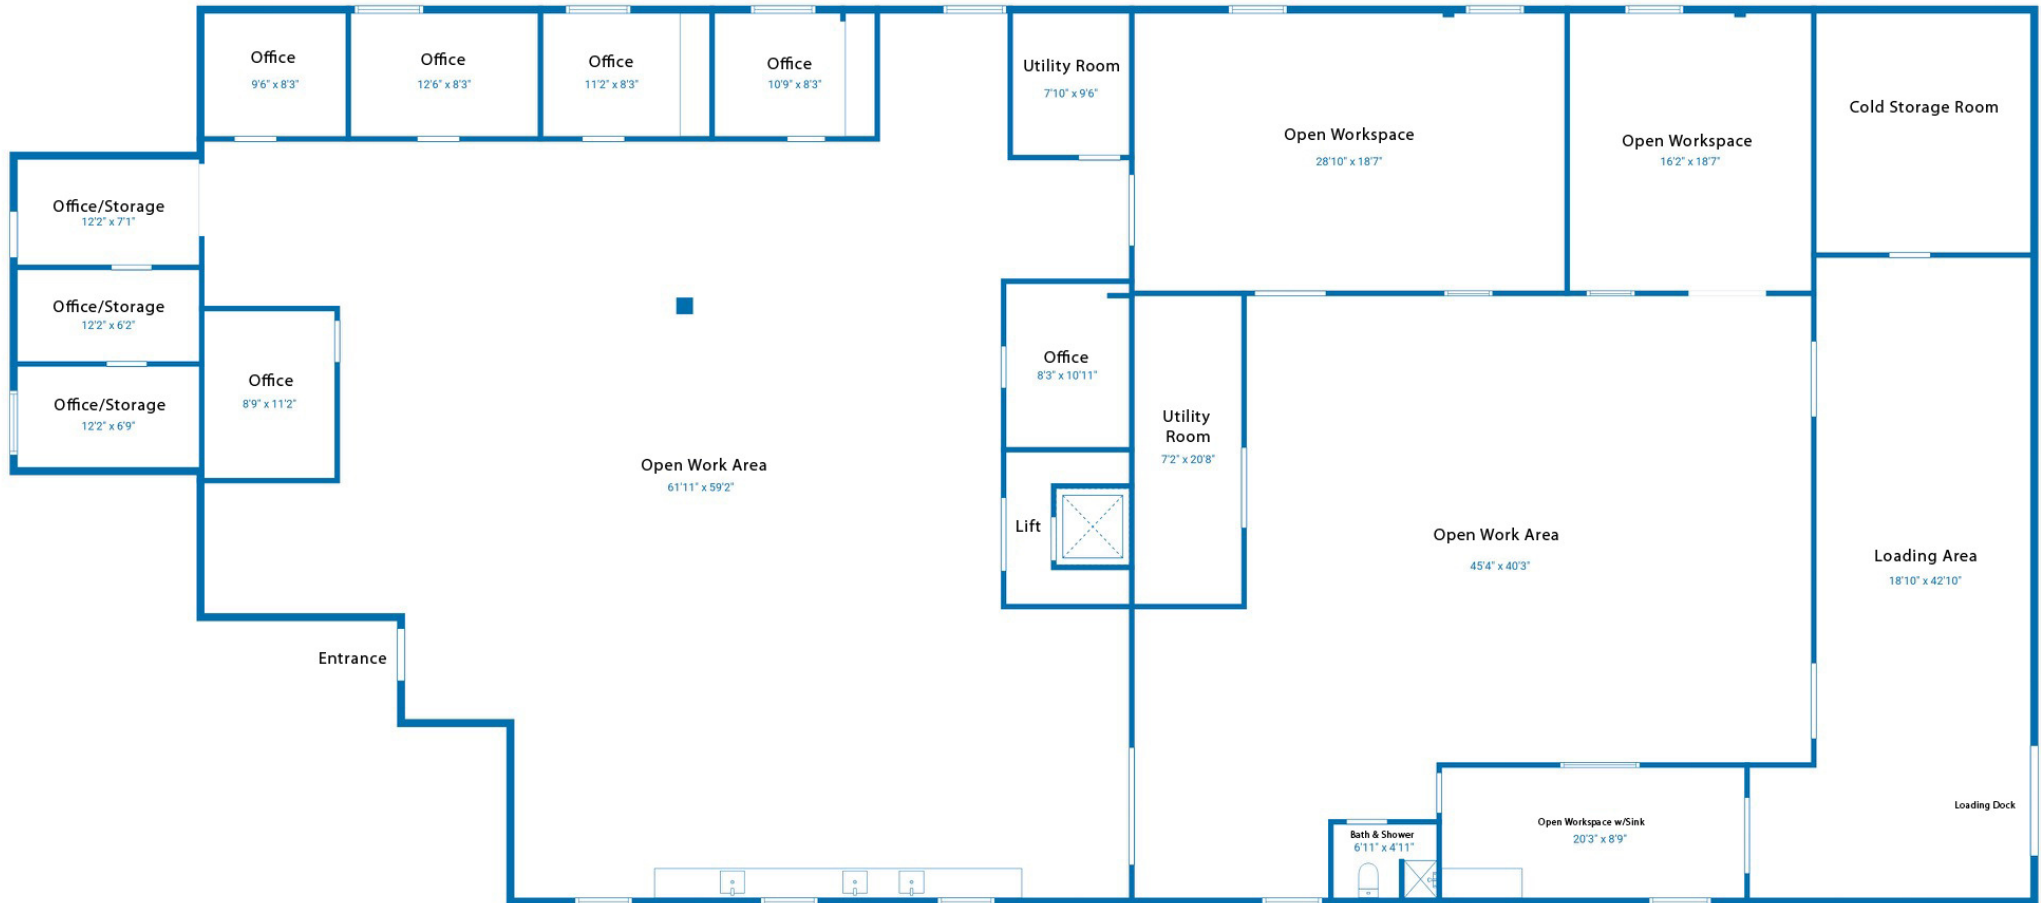 Office
9'6" x 8'3"
Office
12'6" x 8'3"
Office
11'2" x 8'3"
Office
10'9" x 8'3"
Utility Room
7'10" x 9'6"
Open Workspace
28'10" x 18'7"
Open Workspace
16'2" x 18'7"
Cold Storage Room
Office/Storage
12'2" x 7'1"
Office/Storage
12'2" x 6'2"
Office/Storage
12'2" x 6'9"
Office
8'9" x 11'2"
Open Work Area
61'11" x 59'2"
Office
8'3" x 10'11"
Lift
Utility
Room
7'2" x 20'8"
Open Work Area
45'4" x 40'3"
Loading Area
18'10" x 42'10"
Entrance
Loading Dock
Bath & Shower
6'11" x 4'11"
Open Workspace w/Sink
20'3" x 8'9"